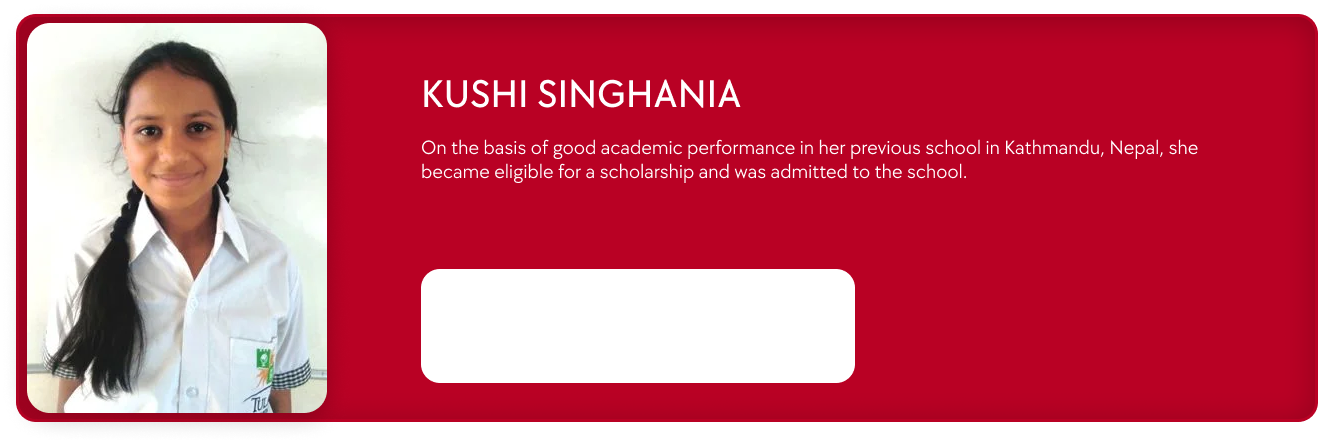 KUSHI SINGHANIA
On the basis of good academic performance in her previous school in Kathmandu, Nepal, she
became eligible for a scholarship and was admitted to the school.